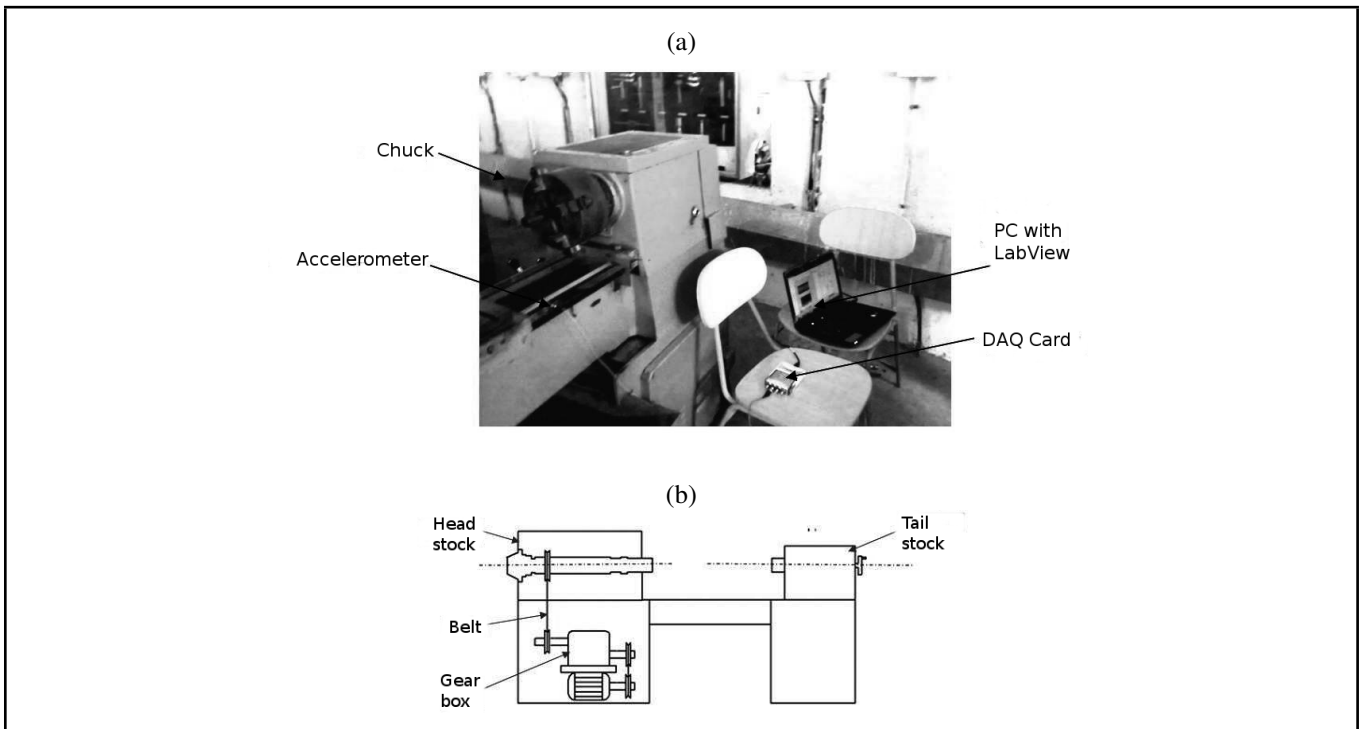 (a)
Chuck
Accelerometer
PC with
LabView
DAQ Card
(b)
Head
stock
Tail
stock
Belt
Gear
box